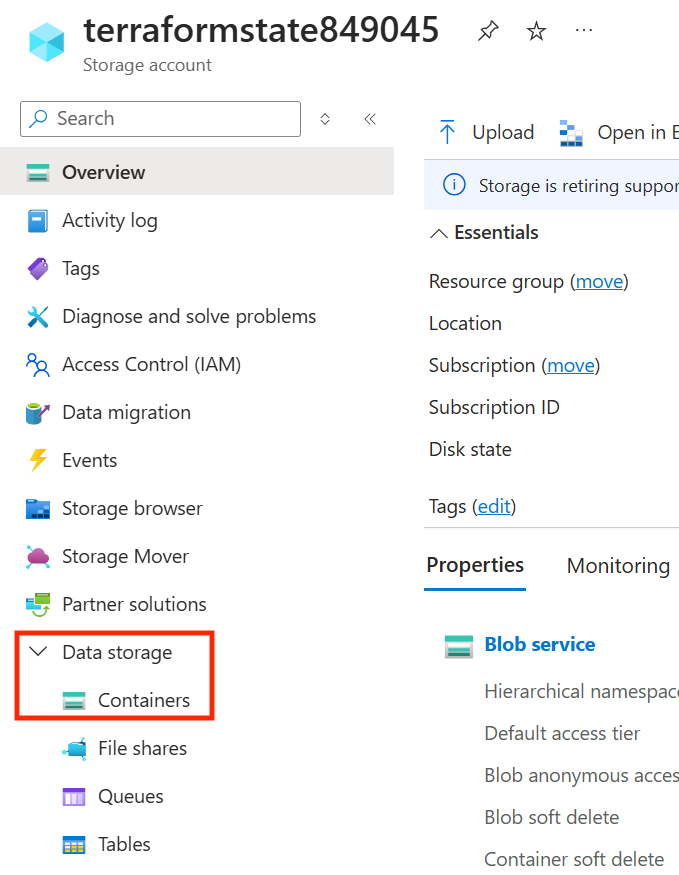 terraformstate849045
Storage account
Search
Overview
Activity log
Tags
Diagnose and solve problems
Access Control (IAM)
Data migration
Events
Storage browser
Storage Mover
Partner solutions
Data storage
Containers
File shares
Queues
Tables
Upload
Open in E
Storage is retiring suppor
Essentials
Resource group (move)
Location
Subscription (move)
Subscription ID
Disk state
Tags (edit)
Properties Monitoring
Blob service
Hierarchical namespace
Default access tier
Blob anonymous acces
Blob soft delete
Container soft delete